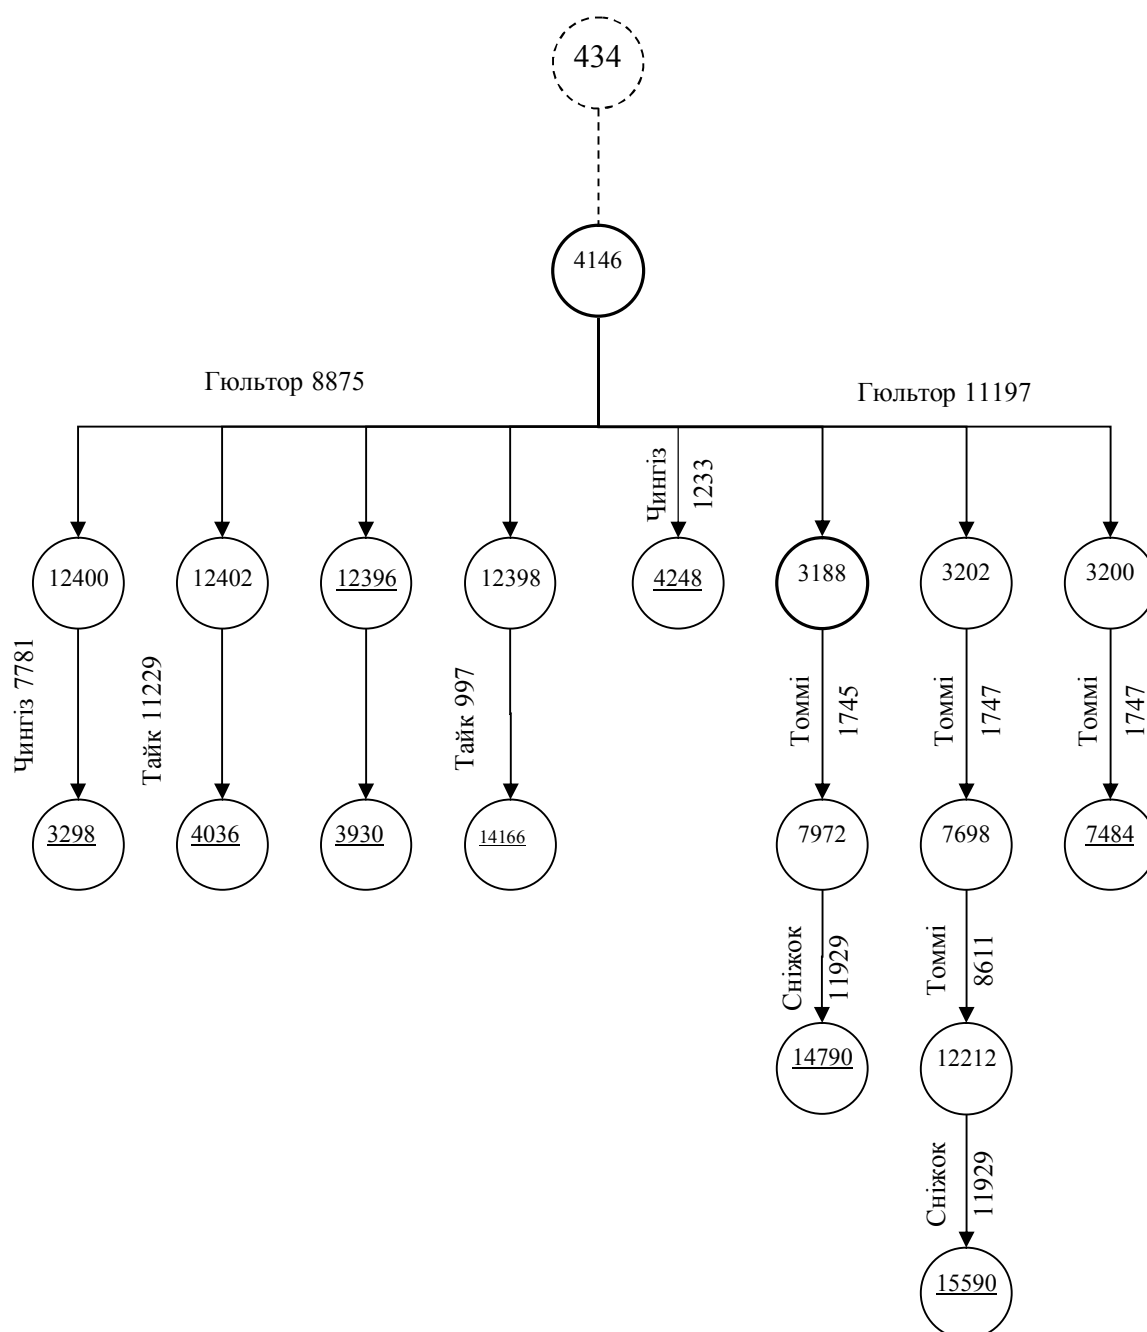 434
4146
Гюльтор 8875
Гюльтор 11197
Чингіз
1233
12400
12402
12396
12398
4248
3188
3202
3200
Чингіз 7781
Тайк 11229
Тайк 997
Томмі
1745
Томмі
1747
Томмі
1747
3298
4036
3930
14166
7972
7698
7484
Сніжок
11929
Томмі
8611
14790
12212
Сніжок
11929
15590